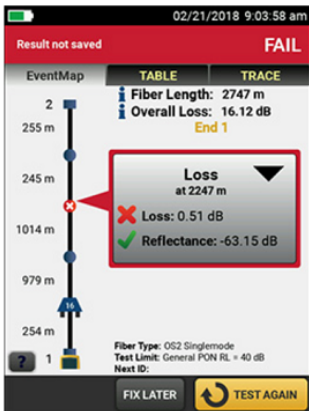 02/21/2018 9:03:58 am
Result not saved
FAIL
EventMap
TABLE
TRACE
Fiber Length: 2747 m
Overall Loss: 16.12 dB
End 1
2
255 m
245 m
1014 m
979 m
16
254 m
1
Loss
at 2247 m
Loss: 0.51 dB
Reflectance: -63.15 dB
Fiber Type: OS2 Singlemode
Test Limit: General PON RL = 40 dB
Next ID:
?
FIX LATER
TEST AGAIN